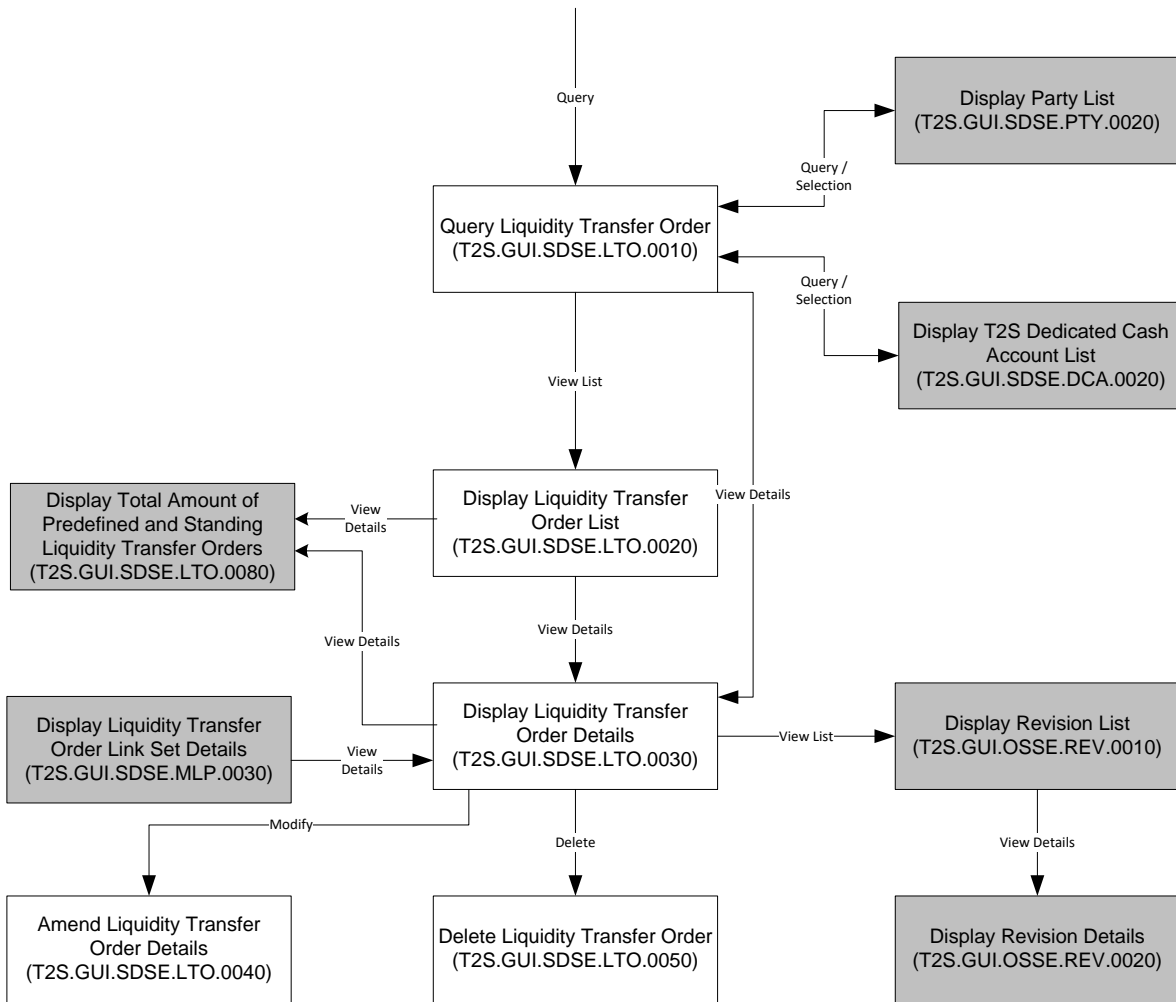 Query
Display Party List
(T2S.GUI.SDSE.PTY.0020)
Query /
Selection
Query Liquidity Transfer Order
(T2S.GUI.SDSE.LTO.0010)
Query /
Selection
Display T2S Dedicated Cash
Account List
(T2S.GUI.SDSE.DCA.0020)
View List
Display Total Amount of
Predefined and Standing
Liquidity Transfer Orders
(T2S.GUI.SDSE.LTO.0080)
View
Details
Display Liquidity Transfer
Order List
(T2S.GUI.SDSE.LTO.0020)
View Details
View Details
View Details
Display Liquidity Transfer
Order Link Set Details
(T2S.GUI.SDSE.MLP.0030)
View
Details
Display Liquidity Transfer
Order Details
(T2S.GUI.SDSE.LTO.0030)
View List
Display Revision List
(T2S.GUI.OSSE.REV.0010)
Modify
Delete
View Details
Amend Liquidity Transfer
Order Details
(T2S.GUI.SDSE.LTO.0040)
Delete Liquidity Transfer Order
(T2S.GUI.SDSE.LTO.0050)
Display Revision Details
(T2S.GUI.OSSE.REV.0020)